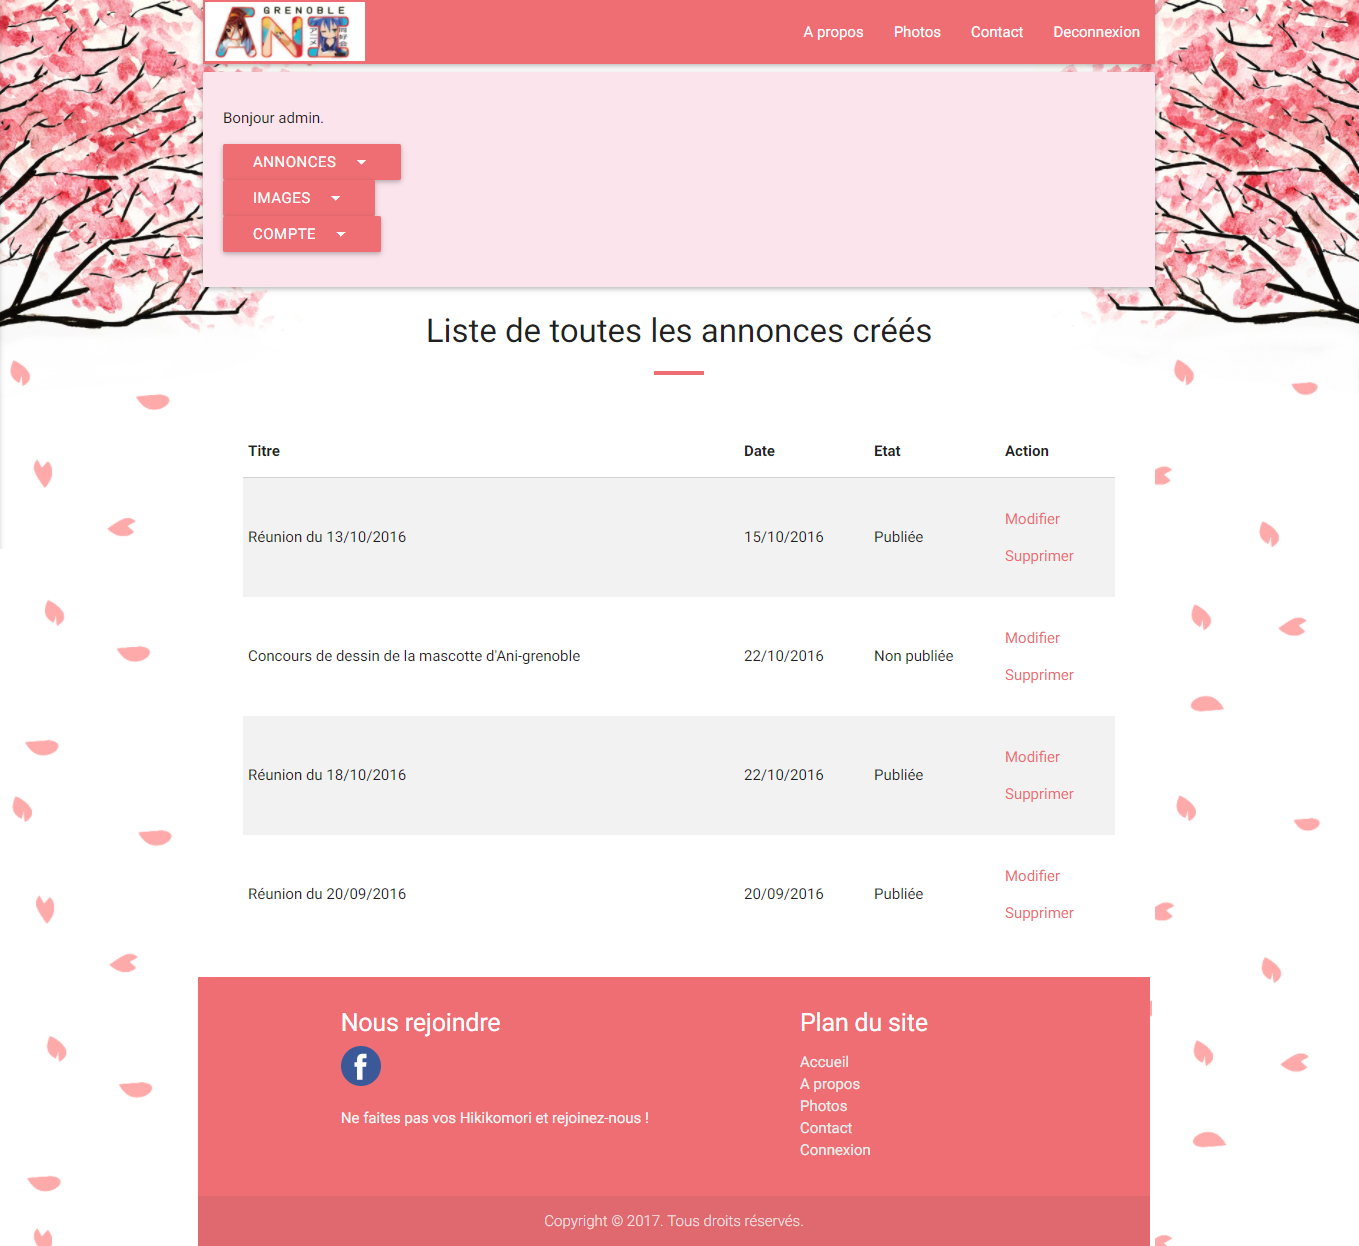 GRENOBLE
ANI
A propos Photos Contact Deconnexion
Bonjour admin.
ANNONCES
IMAGES
COMPTE
Liste de toutes les annonces créés
Titre Date Etat Action
Réunion du 13/10/2016 15/10/2016 Publiée Modifier
Supprimer
Concours de dessin de la mascotte d'Ani-grenoble 22/10/2016 Non publiée Modifier
Supprimer
Réunion du 18/10/2016 22/10/2016 Publiée Modifier
Supprimer
Réunion du 20/09/2016 20/09/2016 Publiée Modifier
Supprimer
Nous rejoindre
f
Ne faites pas vos Hikikomori et rejoinez-nous !
Plan du site
Accueil
A propos
Photos
Contact
Connexion
Copyright © 2017. Tous droits réservés.